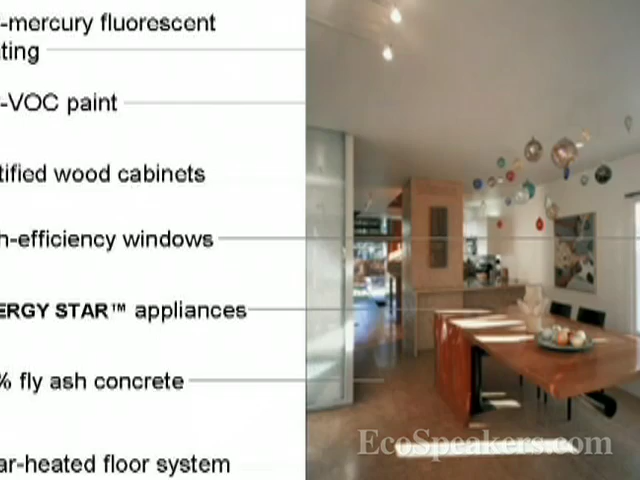 -mercury fluorescent
ting
-VOC paint
tified wood cabinets
h-efficiency windows
ERGY STAR™ appliances
% fly ash concrete
ar-heated floor system
EcoSpeakers.com